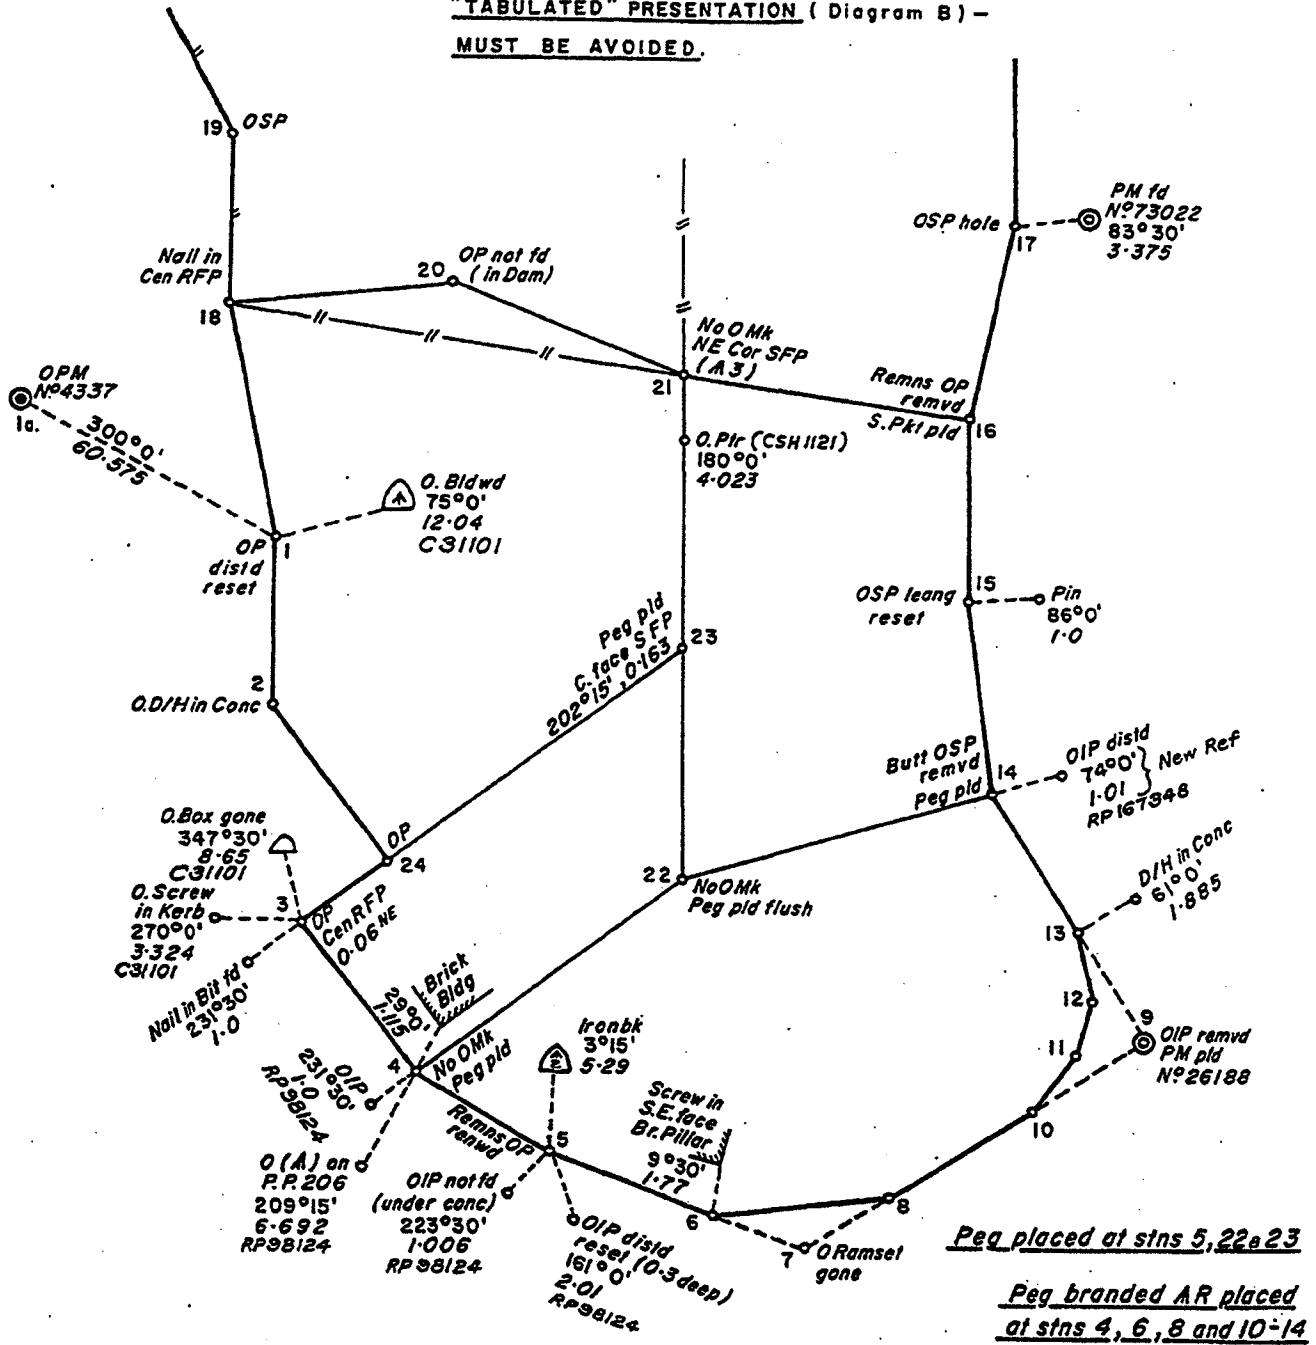 "TABULATED" PRESENTATION ( Diagram B ) –
MUST BE AVOIDED.
19
OSP
Nail in
Cen RFP
18
20
OP not fd
(in Dam)
OPM
Nº4337
1a.
300°0'
60·575
O. Bldwd
75°0'
12·04
C31101
OP
distd
reset
1
No O Mk
NE Cor SFP
(A3)
21
O. Ptr (CSH 1121)
180°0'
4·023
OSP hole
17
PM fd
Nº73022
83°30'
3·375
Remns OP
remvd
S. Pkt pld
16
OSP leang
reset
15
Pin
86°0'
1·0
2
O.D/H in Conc
Peg pld
C. face SFP
202°15', 0·163
23
Butt OSP
remvd
Peg pld
14
OIP distd
74°0'
1·01
RP167348
New Ref
O.Box gone
347°30'
8·65
C31101
O.Screw
in Kerb
270°0'
3·324
C31101
3
OP
Cen RFP
0·06 NE
OP
24
22
No O Mk
Peg pld flush
D/H in Conc
61°0'
1·885
13
12
11
9
OIP remvd
PM pld
Nº26188
10
Nail in Bit fd
231°30'
1·0
Brick
Bldg
29°0'
1·115
4
No O Mk
Peg pld
OIP
231°30'
1·0
RP98124
O (A) on
P.P. 206
209°15'
6·692
RP98124
Ironbk
3°15'
5·29
Remns OP
renwd
5
OIP not fd
(under conc)
223°30'
1·006
RP 98124
OIP distd
reset (0·3 deep)
161°0'
2·01
RP98124
Screw in
S.E. face
Br. Pillar
9°30'
1·77
6
7
O Ramset
gone
8
Peg placed at stns 5, 22 & 23
Peg branded AR placed
at stns 4, 6, 8 and 10-14